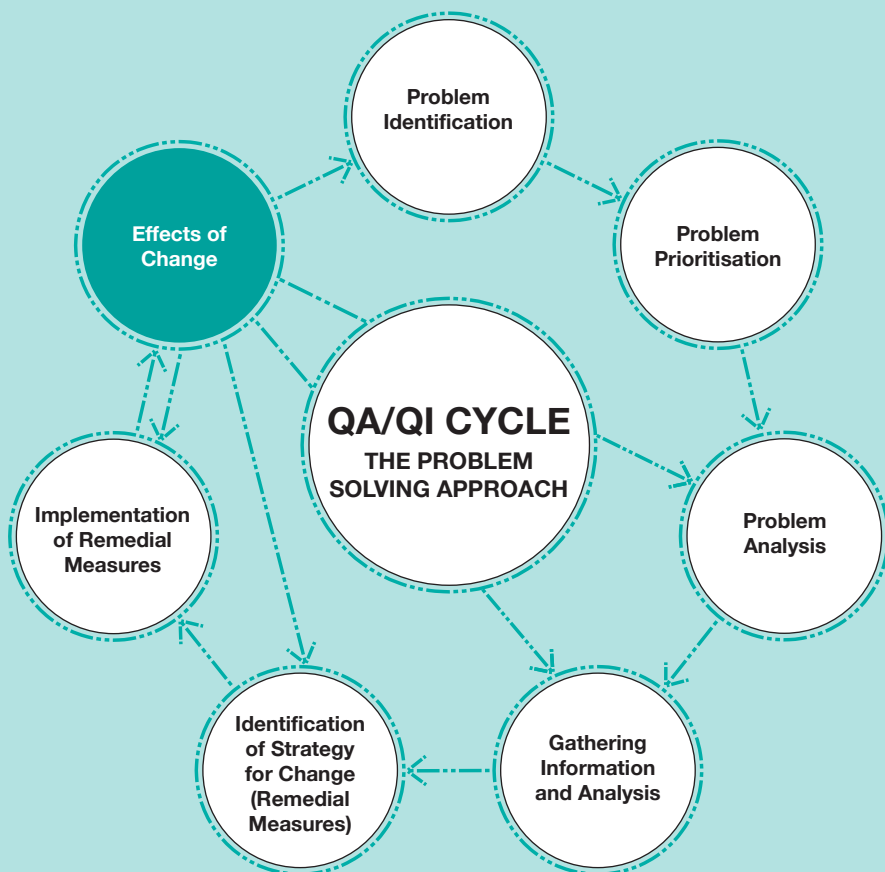 Problem
Identification
Problem
Prioritisation
Problem
Analysis
Gathering
Information
and Analysis
Identification
of Strategy
for Change
(Remedial
Measures)
Implementation
of Remedial
Measures
Effects of
Change
QA/QI CYCLE
THE PROBLEM
SOLVING APPROACH